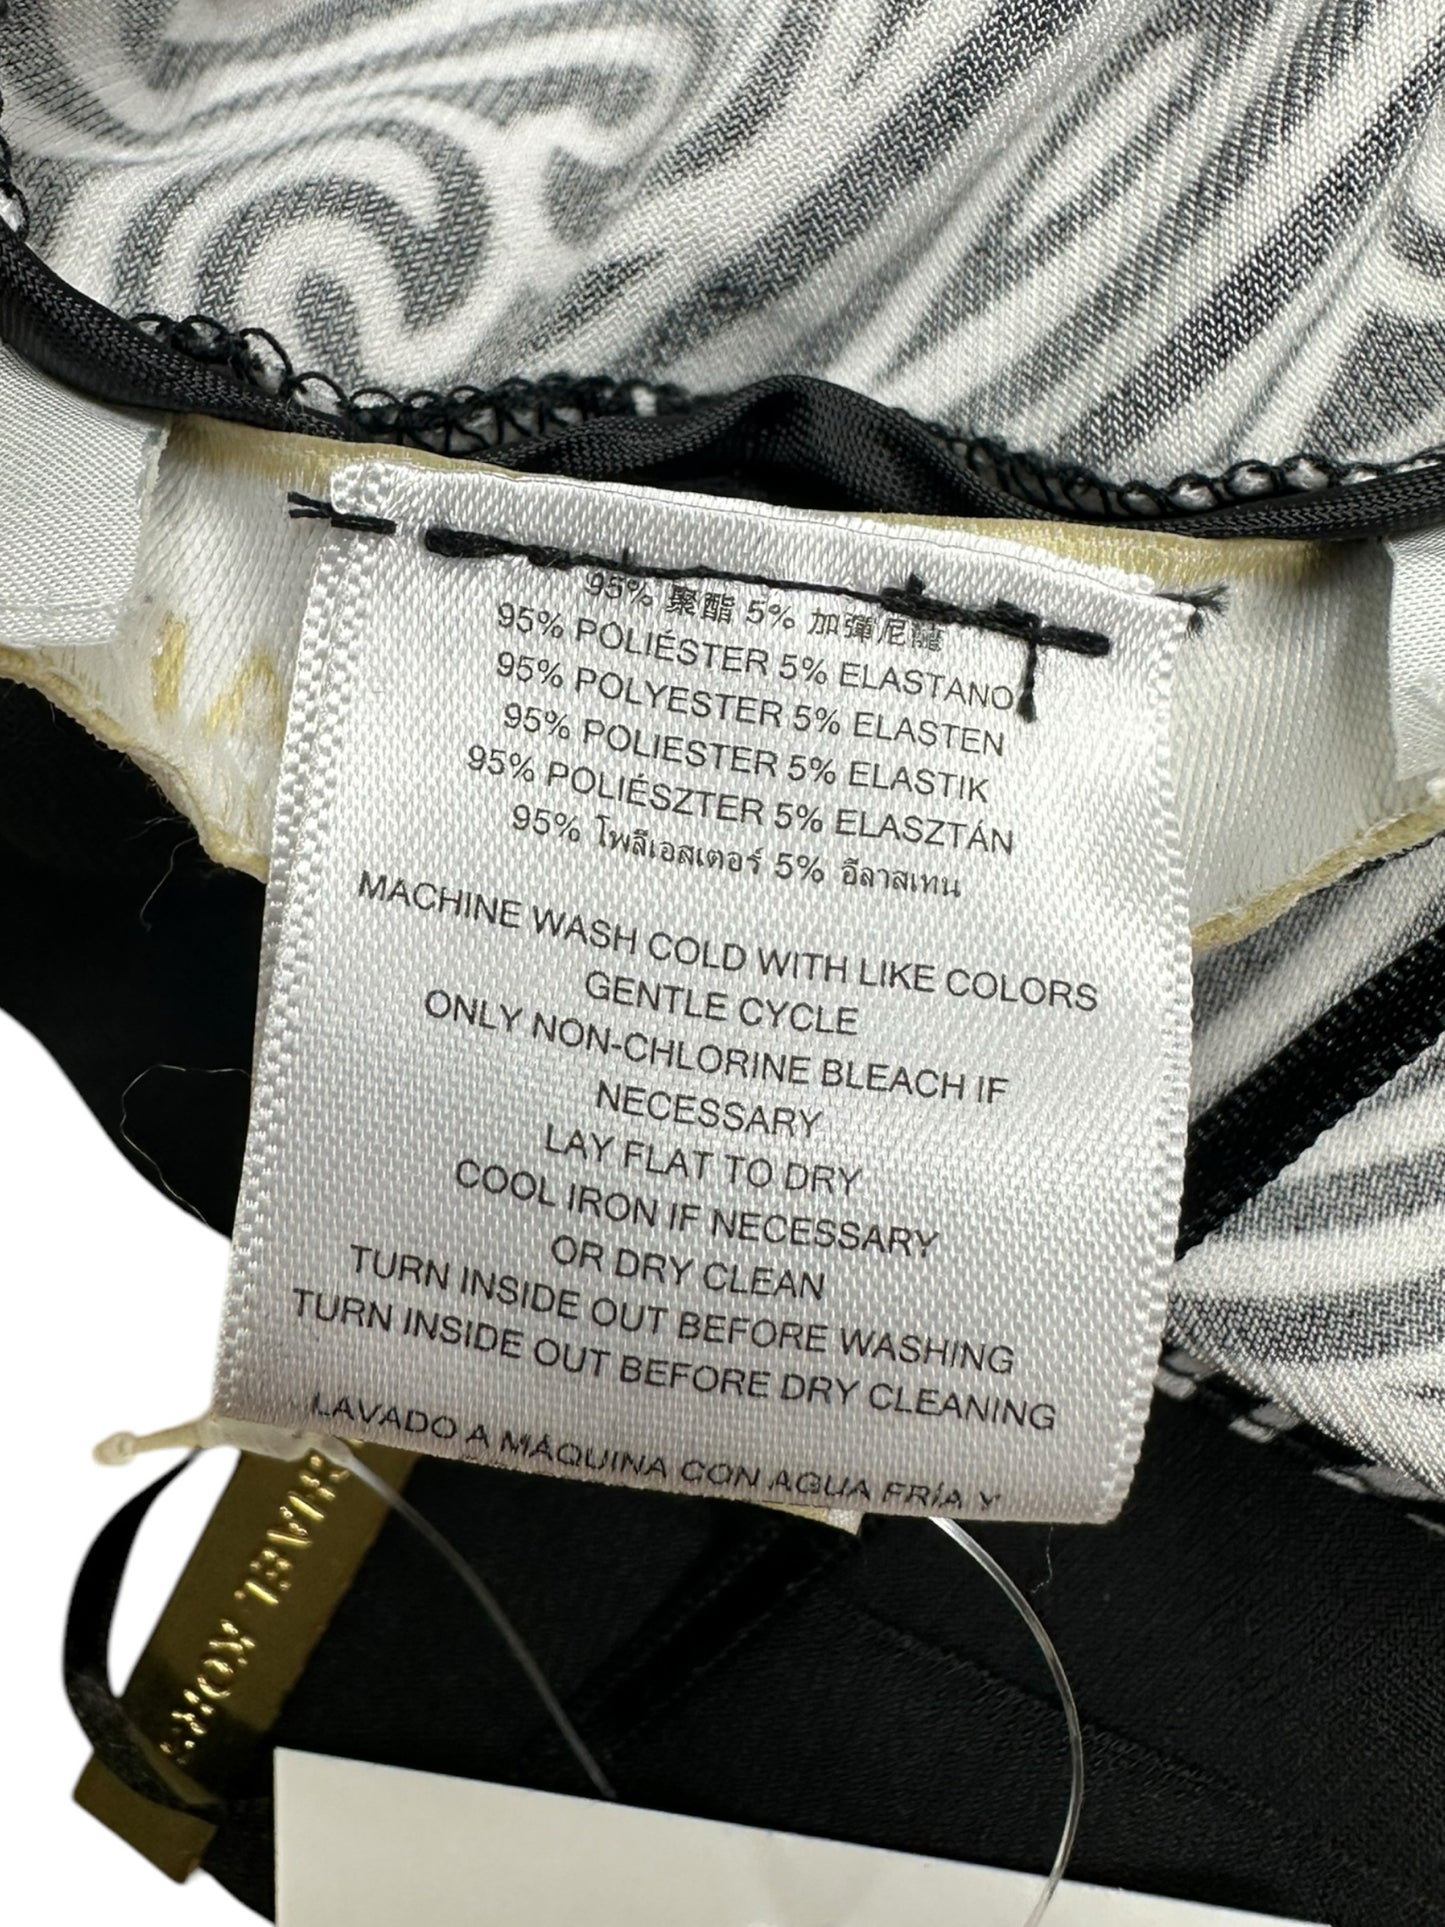 95% 聚酯 5% 加彈尼龍
95% POLIÉSTER 5% ELASTANO
95% POLYESTER 5% ELASTEN
95% POLIESTER 5% ELASTIK
95% POLIÉSZTER 5% ELASZTÁN
95% โพลีเอสเตอร์ 5% อีลาสเทน
MACHINE WASH COLD WITH LIKE COLORS
GENTLE CYCLE
ONLY NON-CHLORINE BLEACH IF
NECESSARY
LAY FLAT TO DRY
COOL IRON IF NECESSARY
OR DRY CLEAN
TURN INSIDE OUT BEFORE WASHING
TURN INSIDE OUT BEFORE DRY CLEANING
LAVADO A MÁQUINA CON AGUA FRÍA Y
CHAEL KORS